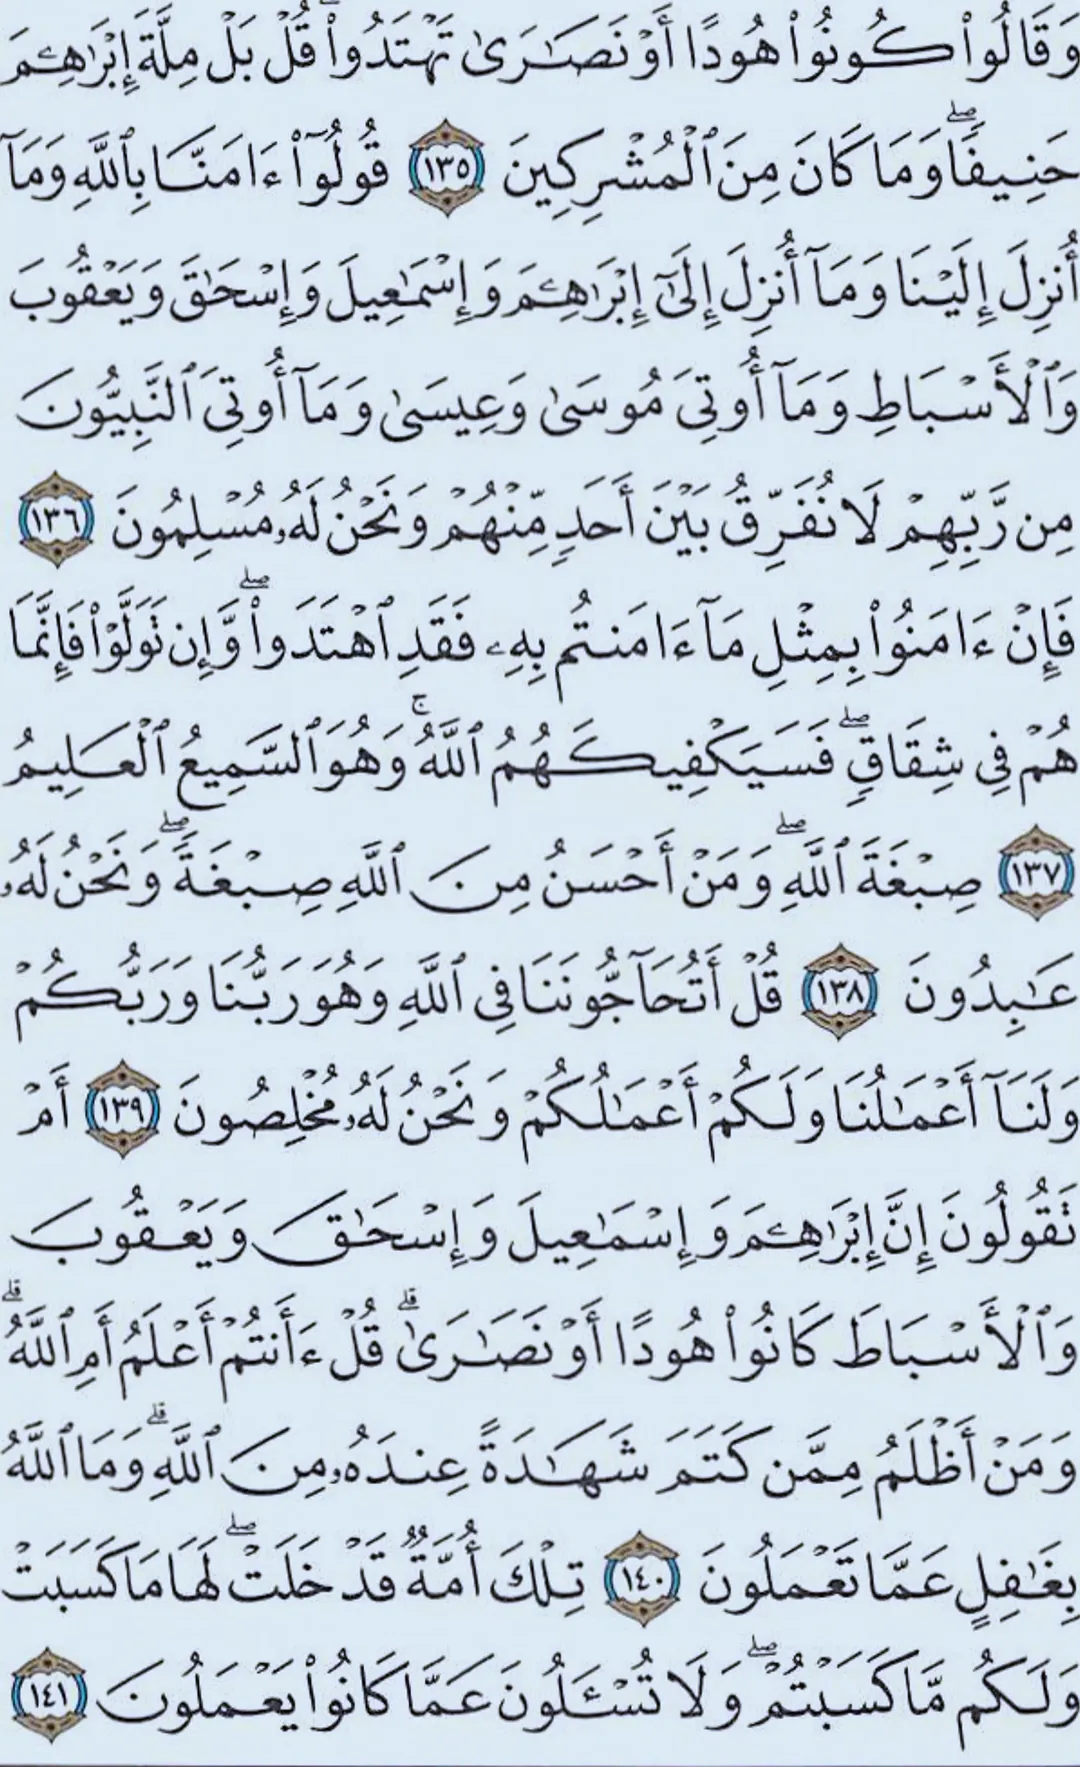 وَقَالُوا۟ كُونُوا۟ هُودًا أَوْ نَصَـٰرَىٰ تَهْتَدُوا۟ ۗ قُلْ بَلْ مِلَّةَ إِبْرَٰهِـۧمَ
حَنِيفًا ۖ وَمَا كَانَ مِنَ ٱلْمُشْرِكِينَ ١٣٥ قُولُوٓا۟ ءَامَنَّا بِٱللَّهِ وَمَآ
أُنزِلَ إِلَيْنَا وَمَآ أُنزِلَ إِلَىٰٓ إِبْرَٰهِـۧمَ وَإِسْمَـٰعِيلَ وَإِسْحَـٰقَ وَيَعْقُوبَ
وَٱلْأَسْبَاطِ وَمَآ أُوتِىَ مُوسَىٰ وَعِيسَىٰ وَمَآ أُوتِىَ ٱلنَّبِيُّونَ
مِن رَّبِّهِمْ لَا نُفَرِّقُ بَيْنَ أَحَدٍ مِّنْهُمْ وَنَحْنُ لَهُۥ مُسْلِمُونَ ١٣٦
فَإِنْ ءَامَنُوا۟ بِمِثْلِ مَآ ءَامَنتُم بِهِۦ فَقَدِ ٱهْتَدَوا۟ ۖ وَّإِن تَوَلَّوْا۟ فَإِنَّمَا
هُمْ فِى شِقَاقٍ ۖ فَسَيَكْفِيكَهُمُ ٱللَّهُ ۚ وَهُوَ ٱلسَّمِيعُ ٱلْعَلِيمُ
١٣٧ صِبْغَةَ ٱللَّهِ ۖ وَمَنْ أَحْسَنُ مِنَ ٱللَّهِ صِبْغَةً ۖ وَنَحْنُ لَهُۥ
عَـٰبِدُونَ ١٣٨ قُلْ أَتُحَآجُّونَنَا فِى ٱللَّهِ وَهُوَ رَبُّنَا وَرَبُّكُمْ
وَلَنَآ أَعْمَـٰلُنَا وَلَكُمْ أَعْمَـٰلُكُمْ وَنَحْنُ لَهُۥ مُخْلِصُونَ ١٣٩ أَمْ
تَقُولُونَ إِنَّ إِبْرَٰهِـۧمَ وَإِسْمَـٰعِيلَ وَإِسْحَـٰقَ وَيَعْقُوبَ
وَٱلْأَسْبَاطَ كَانُوا۟ هُودًا أَوْ نَصَـٰرَىٰ ۗ قُلْ ءَأَنتُمْ أَعْلَمُ أَمِ ٱللَّهُ ۗ
وَمَنْ أَظْلَمُ مِمَّن كَتَمَ شَهَـٰدَةً عِندَهُۥ مِنَ ٱللَّهِ ۗ وَمَا ٱللَّهُ
بِغَـٰفِلٍ عَمَّا تَعْمَلُونَ ١٤٠ تِلْكَ أُمَّةٌ قَدْ خَلَتْ ۖ لَهَا مَا كَسَبَتْ
وَلَكُم مَّا كَسَبْتُمْ ۖ وَلَا تُسْـَٔلُونَ عَمَّا كَانُوا۟ يَعْمَلُونَ ١٤١